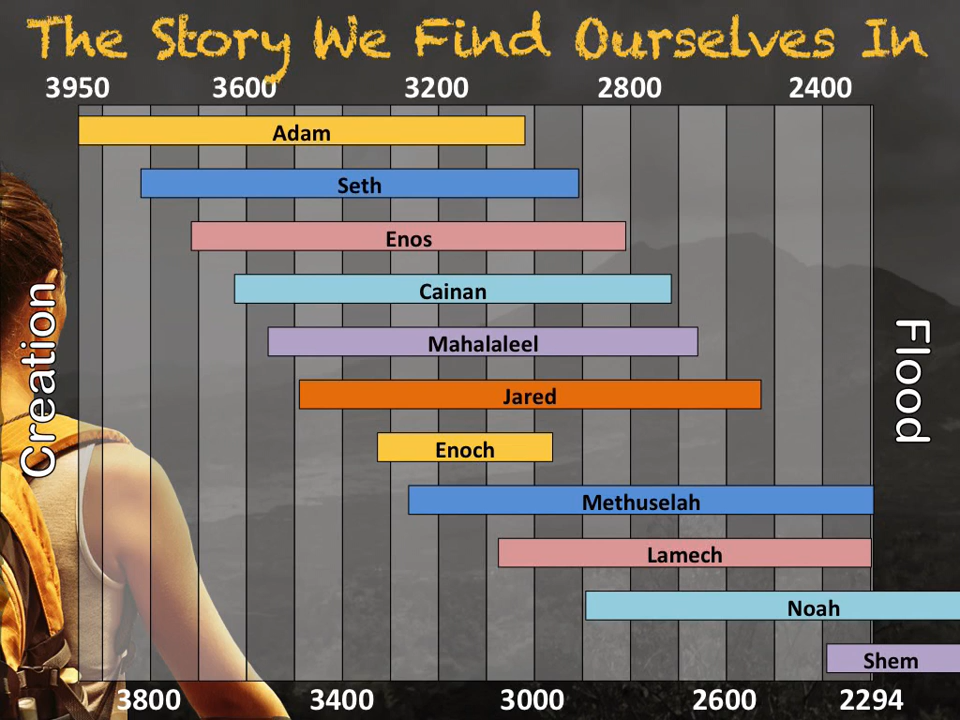 The Story We Find Ourselves In
3950 3600 3200 2800 2400
Adam
Seth
Enos
Cainan
Mahalaleel
Jared
Enoch
Methuselah
Lamech
Noah
Shem
Creation
Flood
3800 3400 3000 2600 2294